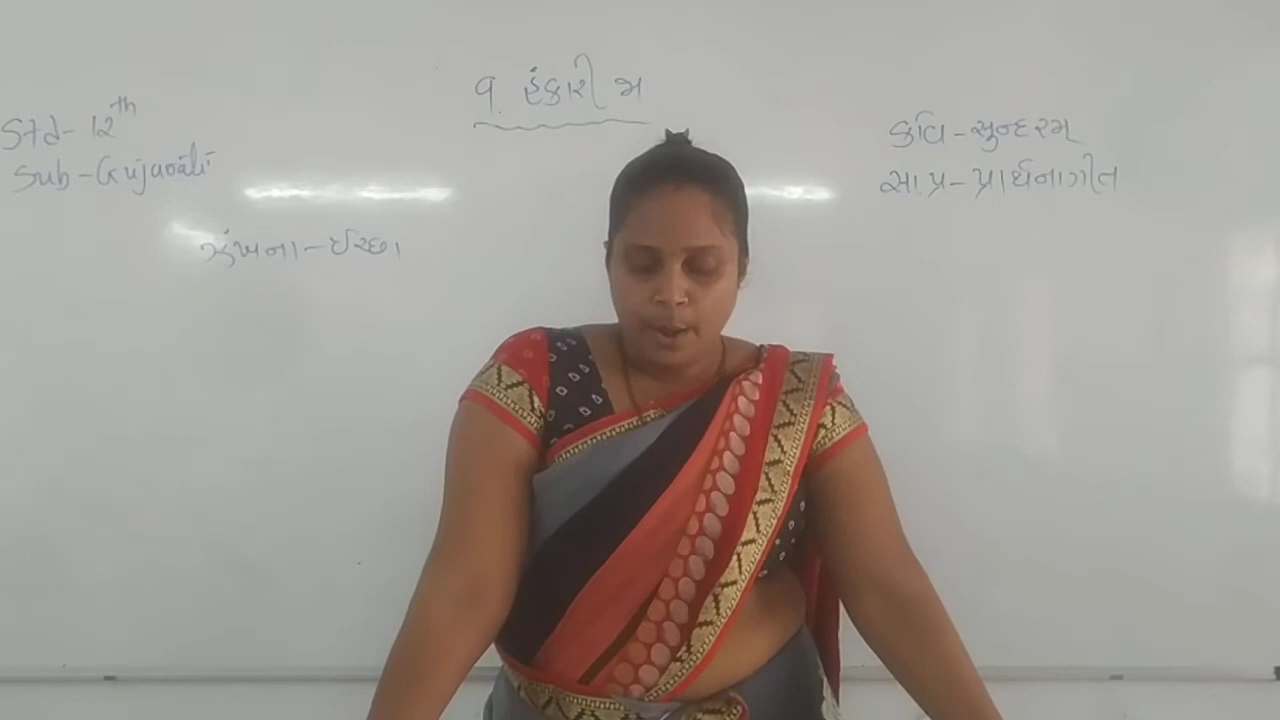 ૧. હંકારી જા
Std - 12th
Sub - Gujarati
કવિ - સુન્દરમ્
સા.પ્ર - પ્રાર્થનાગીત
ઝંખના - ઈચ્છા